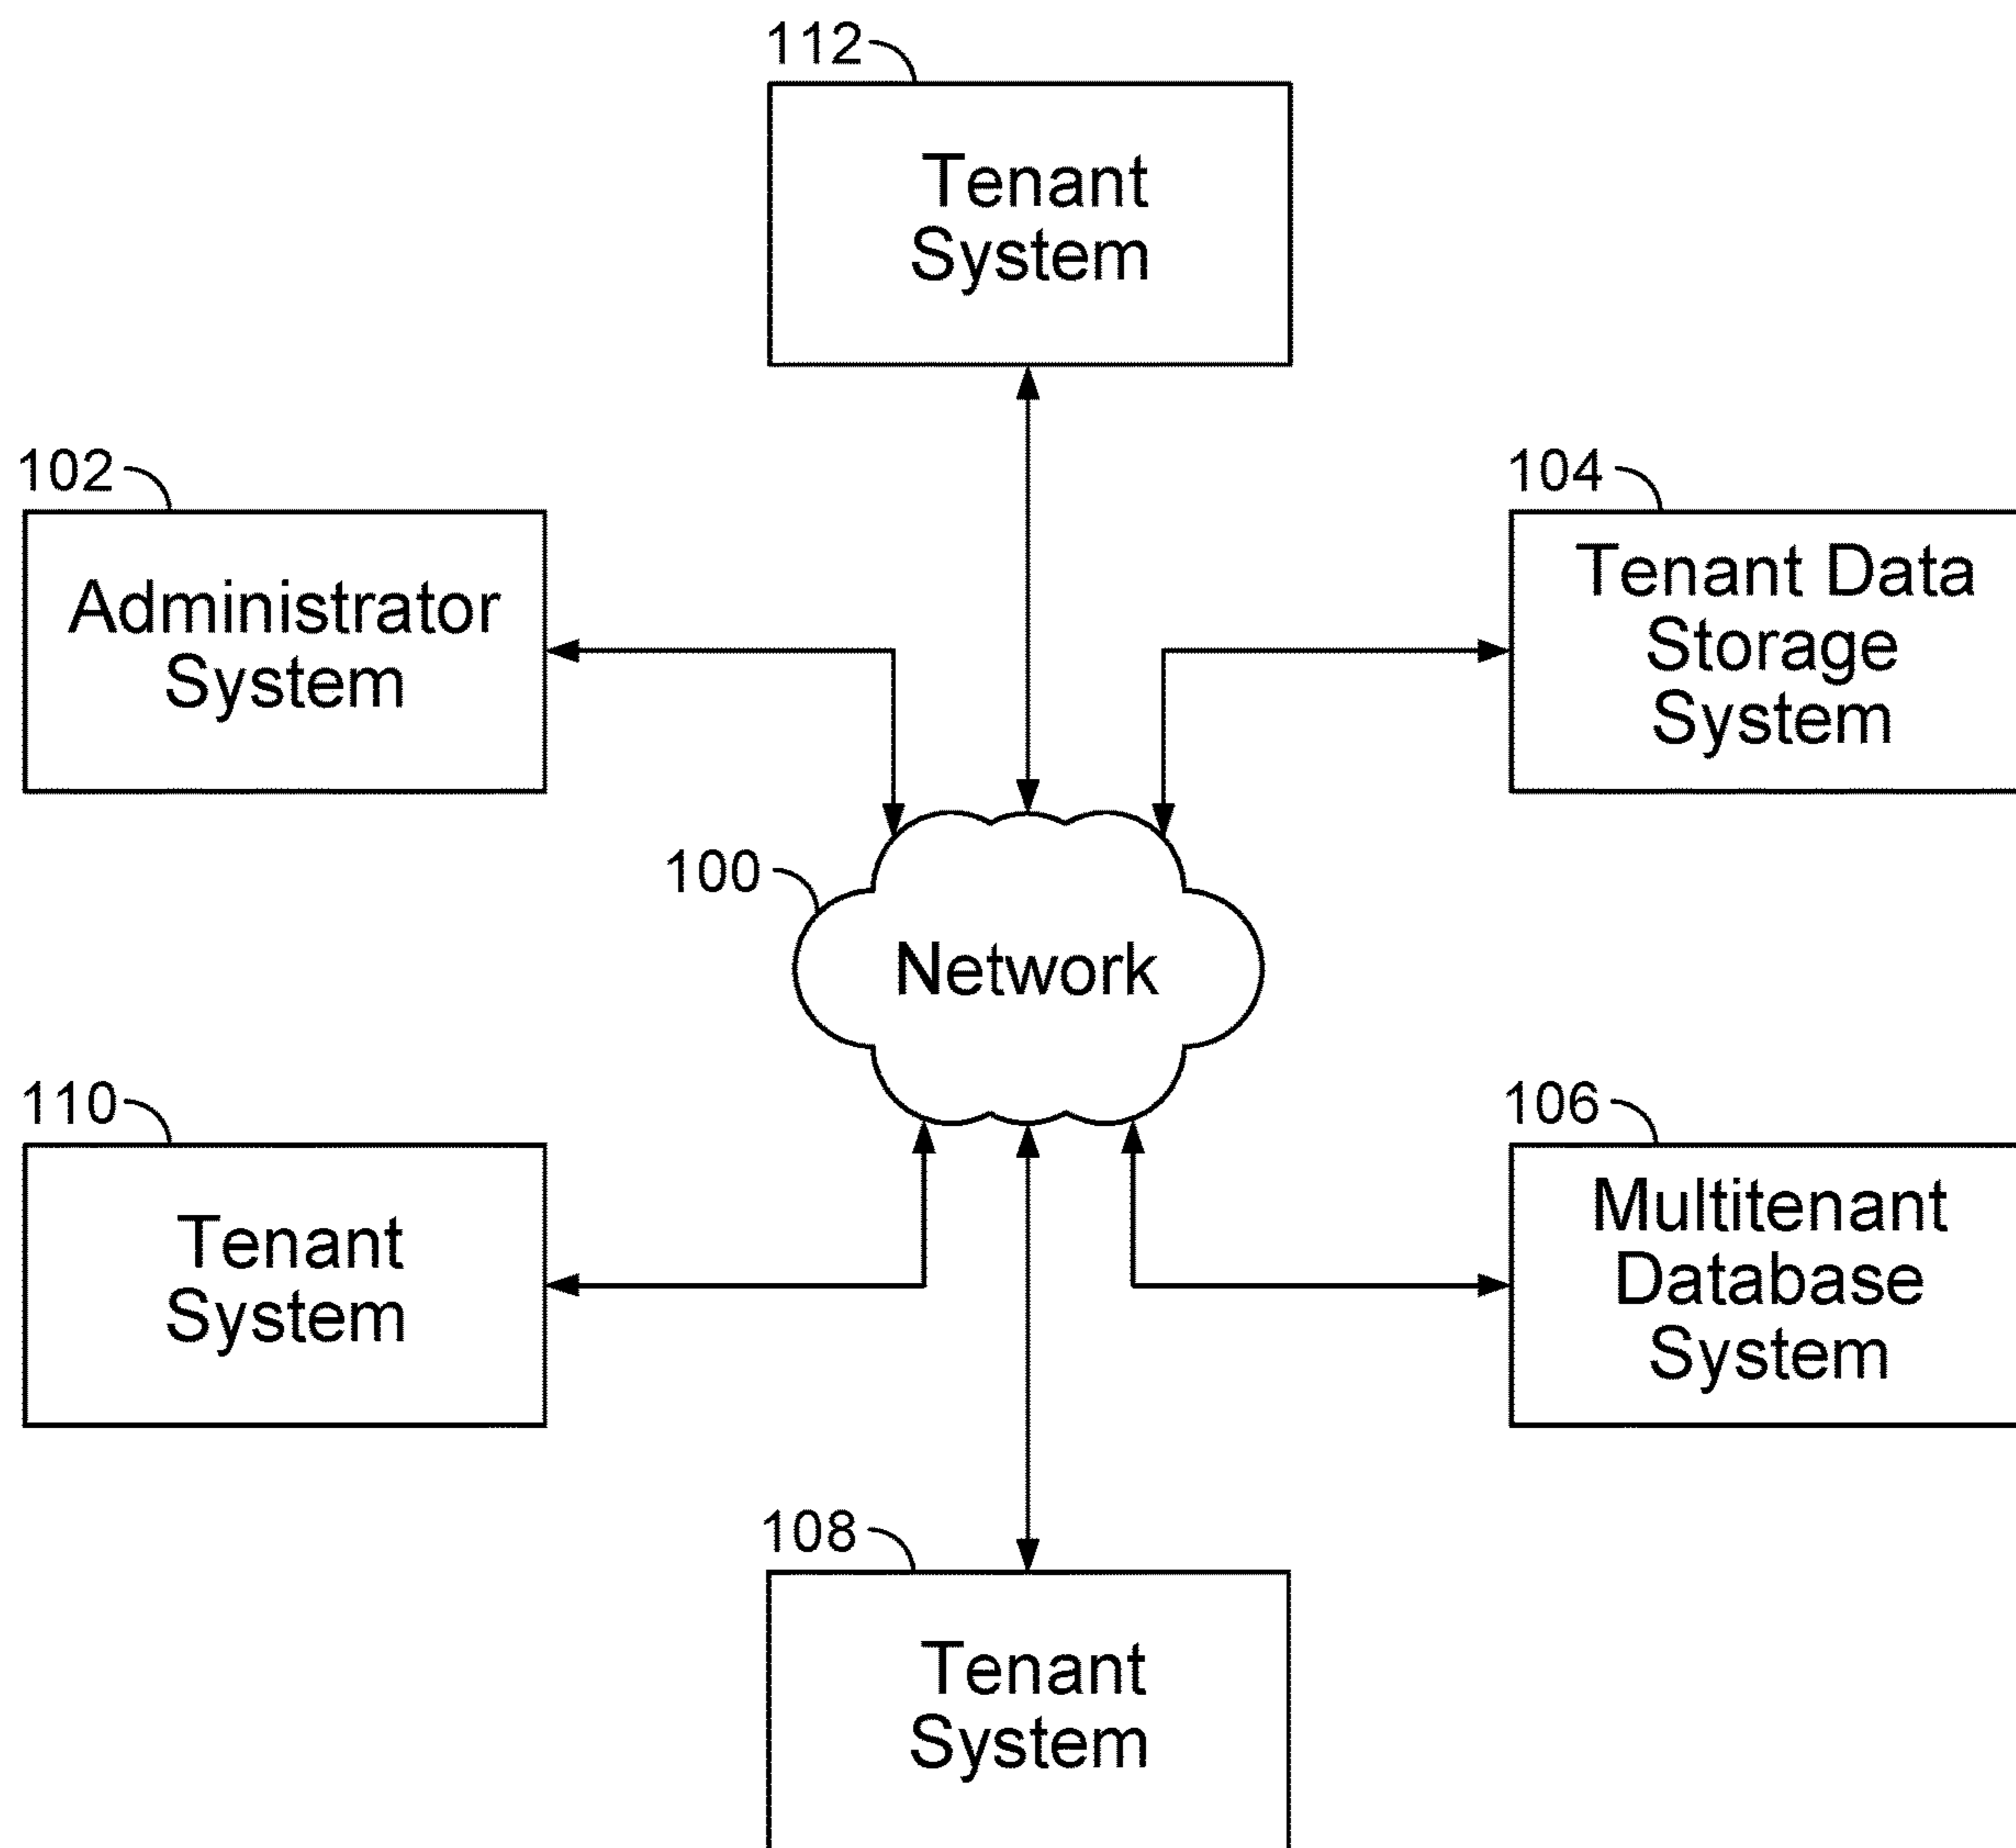 112
Tenant
System
102
Administrator
System
104
Tenant Data
Storage
System
100
Network
110
Tenant
System
106
Multitenant
Database
System
108
Tenant
System